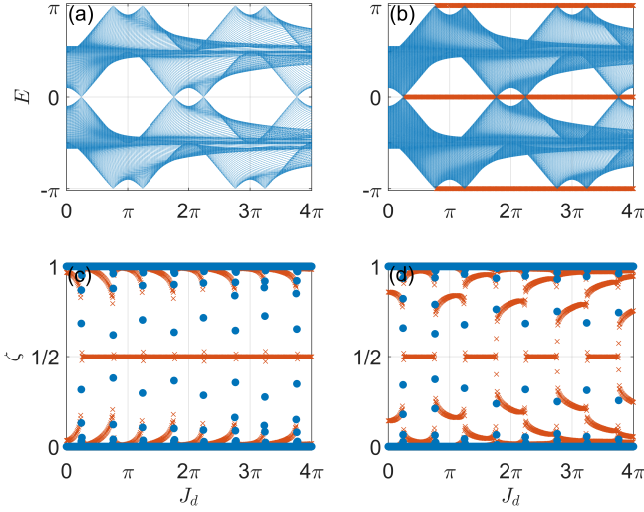 (a) (b)
π π
E 0 0
-π -π
0 π 2π 3π 4π 0 π 2π 3π 4π
(c) (d)
1 1
ζ 1/2 1/2
0 0
0 π 2π 3π 4π 0 π 2π 3π 4π
J_d J_d